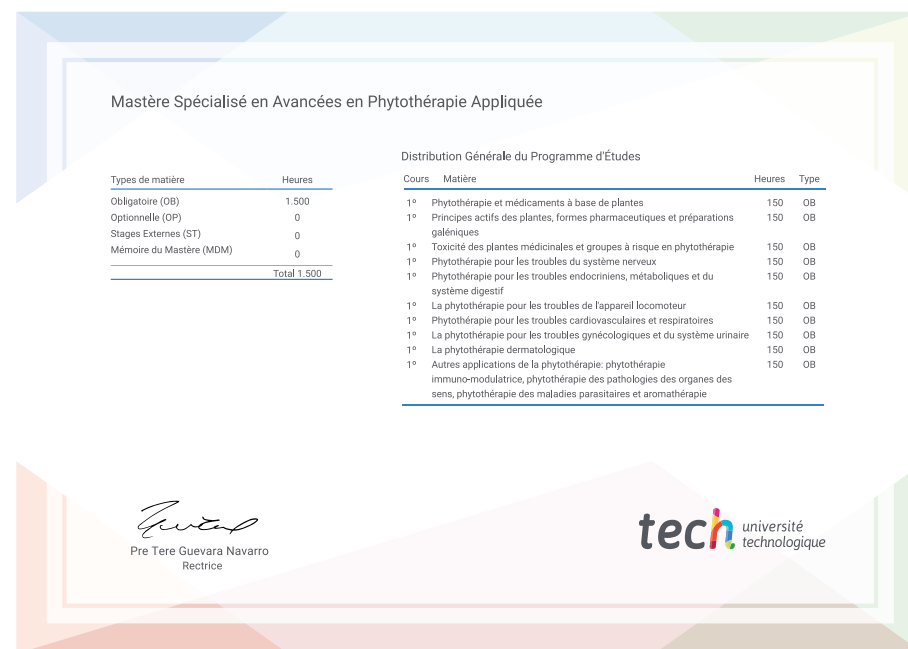 Mastère Spécialisé en Avancées en Phytothérapie Appliquée
Types de matière Heures
Obligatoire (OB) 1.500
Optionnelle (OP) 0
Stages Externes (ST) 0
Mémoire du Mastère (MDM) 0
Total 1.500
Distribution Générale du Programme d'Études
Cours Matière Heures Type
1º Phytothérapie et médicaments à base de plantes 150 OB
1º Principes actifs des plantes, formes pharmaceutiques et préparations 150 OB
galéniques
1º Toxicité des plantes médicinales et groupes à risque en phytothérapie 150 OB
1º Phytothérapie pour les troubles du système nerveux 150 OB
1º Phytothérapie pour les troubles endocriniens, métaboliques et du 150 OB
système digestif
1º La phytothérapie pour les troubles de l'appareil locomoteur 150 OB
1º Phytothérapie pour les troubles cardiovasculaires et respiratoires 150 OB
1º La phytothérapie pour les troubles gynécologiques et du système urinaire 150 OB
1º La phytothérapie dermatologique 150 OB
1º Autres applications de la phytothérapie: phytothérapie 150 OB
immuno-modulatrice, phytothérapie des pathologies des organes des
sens, phytothérapie des maladies parasitaires et aromathérapie
Pre Tere Guevara Navarro
Rectrice
tech université
technologique